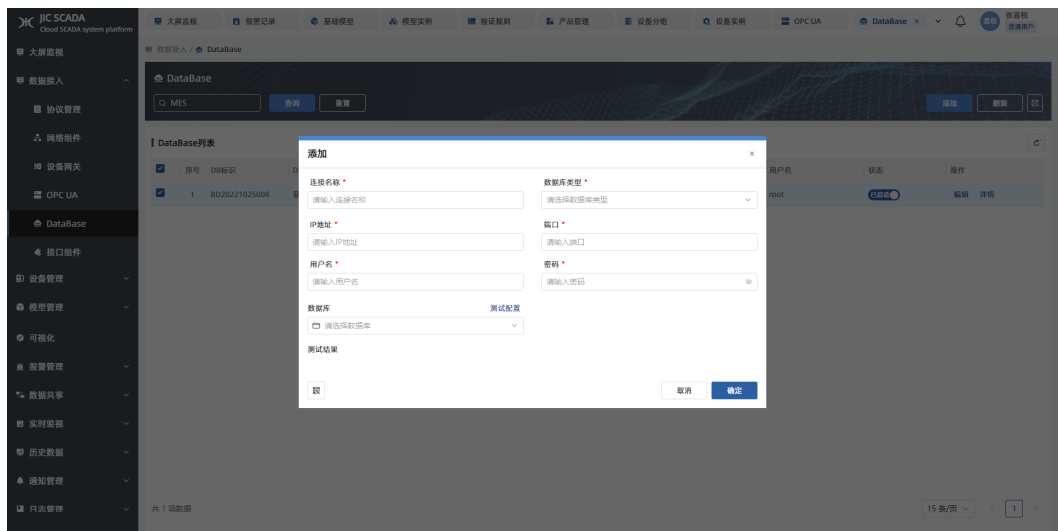 JIC SCADA
Cloud SCADA system platform
大屏监视 报警记录 基础模型 模型实例 验证规则 产品管理 设备分组 设备实例 OPC UA DataBase × 喜权 张喜权
普通用户
大屏监视
数据接入
协议管理
网络组件
设备网关
OPC UA
DataBase
接口组件
设备管理
模型管理
可视化
报警管理
数据共享
实时监视
历史数据
通知管理
日志管理
数据接入 / DataBase
DataBase
MES 查询 重置 添加 删除
DataBase列表
序号 DB标识 用户名 状态 操作
1 BD20221025008 root 已启动 编辑 详情
添加 ×
连接名称 * 数据库类型 *
请输入连接名称 请选择数据库类型
IP地址 * 端口 *
请输入IP地址 请输入端口
用户名 * 密码 *
请输入用户名 请输入密码
数据库 测试配置
请选择数据库
测试结果
取消 确定
共 1 项数据 15 条/页 1